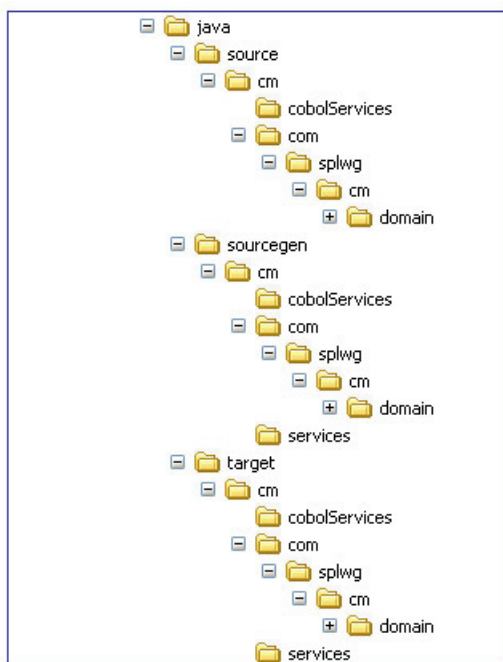 java
source
cm
cobolServices
com
splwg
cm
domain
sourcegen
cm
cobolServices
com
splwg
cm
domain
services
target
cm
cobolServices
com
splwg
cm
domain
services